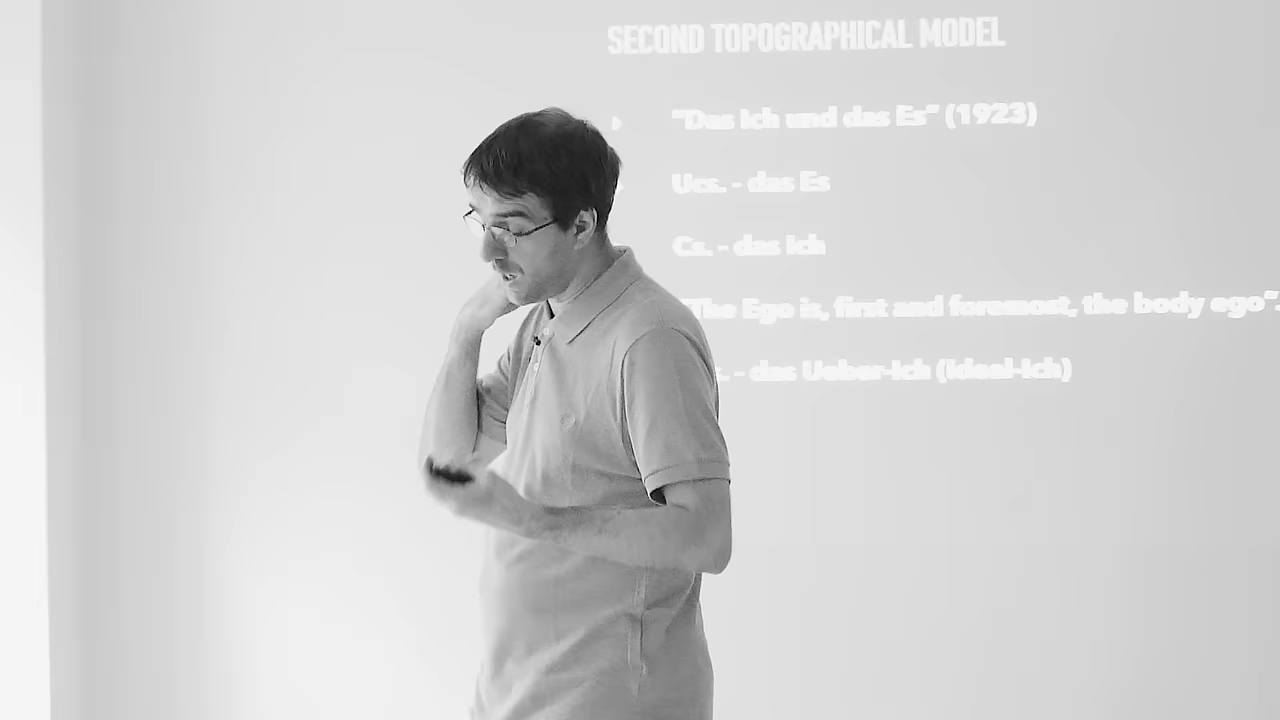 SECOND TOPOGRAPHICAL MODEL
"Das Ich und das Es" (1923)
Ucs. - das Es
Cs. - das Ich
"The Ego is, first and foremost, the body ego".
. - das Ueber-Ich (Ideal-Ich)